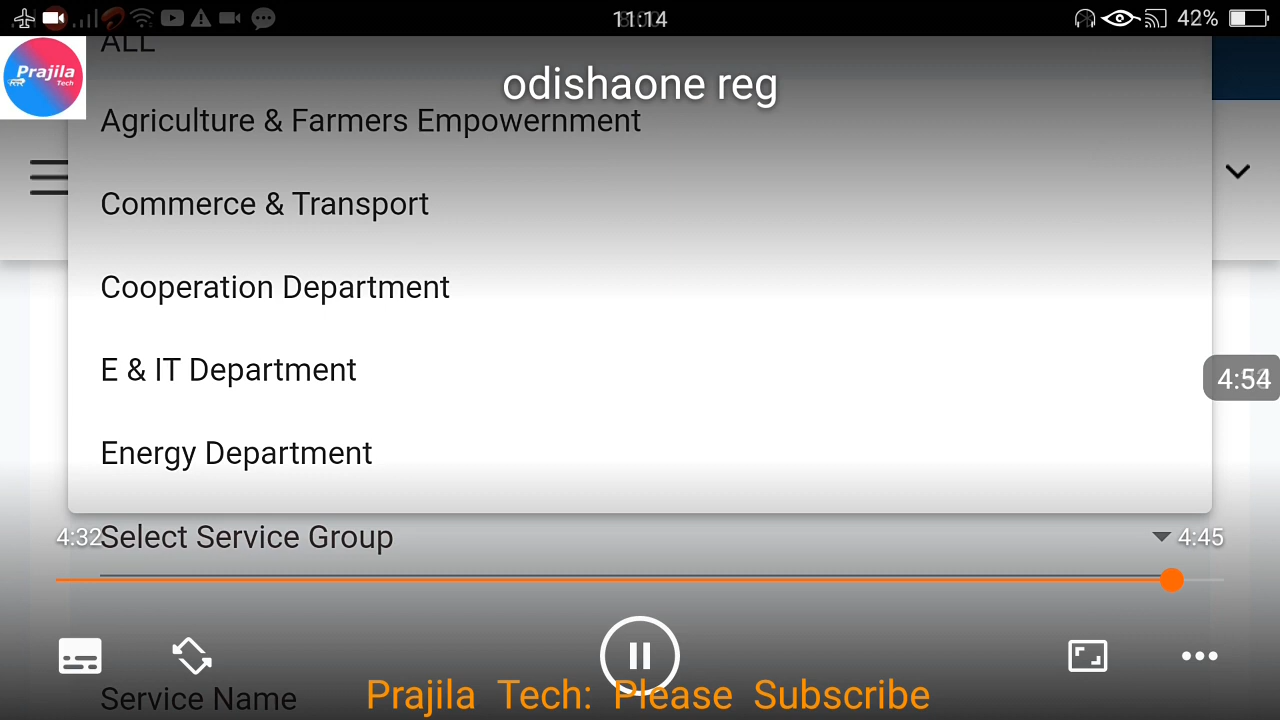 11:14
42%
Prajila
Tech
ALL
odishaone reg
Agriculture & Farmers Empowernment
Commerce & Transport
Cooperation Department
E & IT Department
4:54
Energy Department
4:32
Select Service Group
4:45
Service Name
Prajila Tech: Please Subscribe